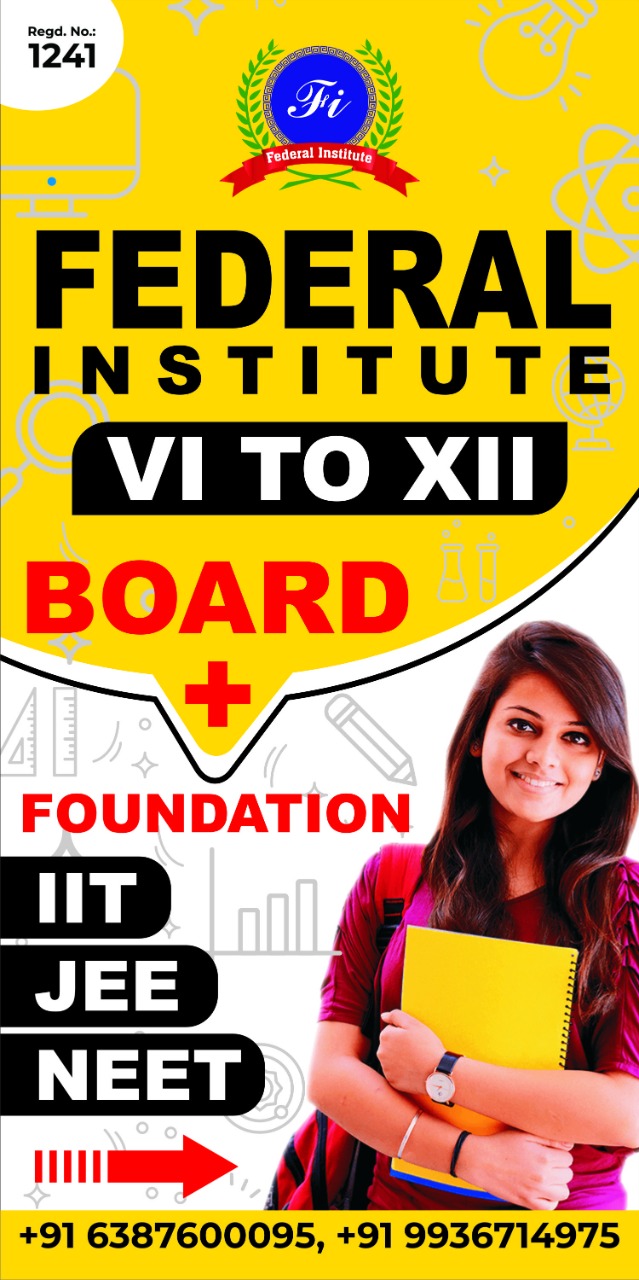 Regd. No.:
1241
Fi
Federal Institute
FEDERAL
INSTITUTE
VI TO XII
BOARD
+
FOUNDATION
IIT
JEE
NEET
+91 6387600095, +91 9936714975